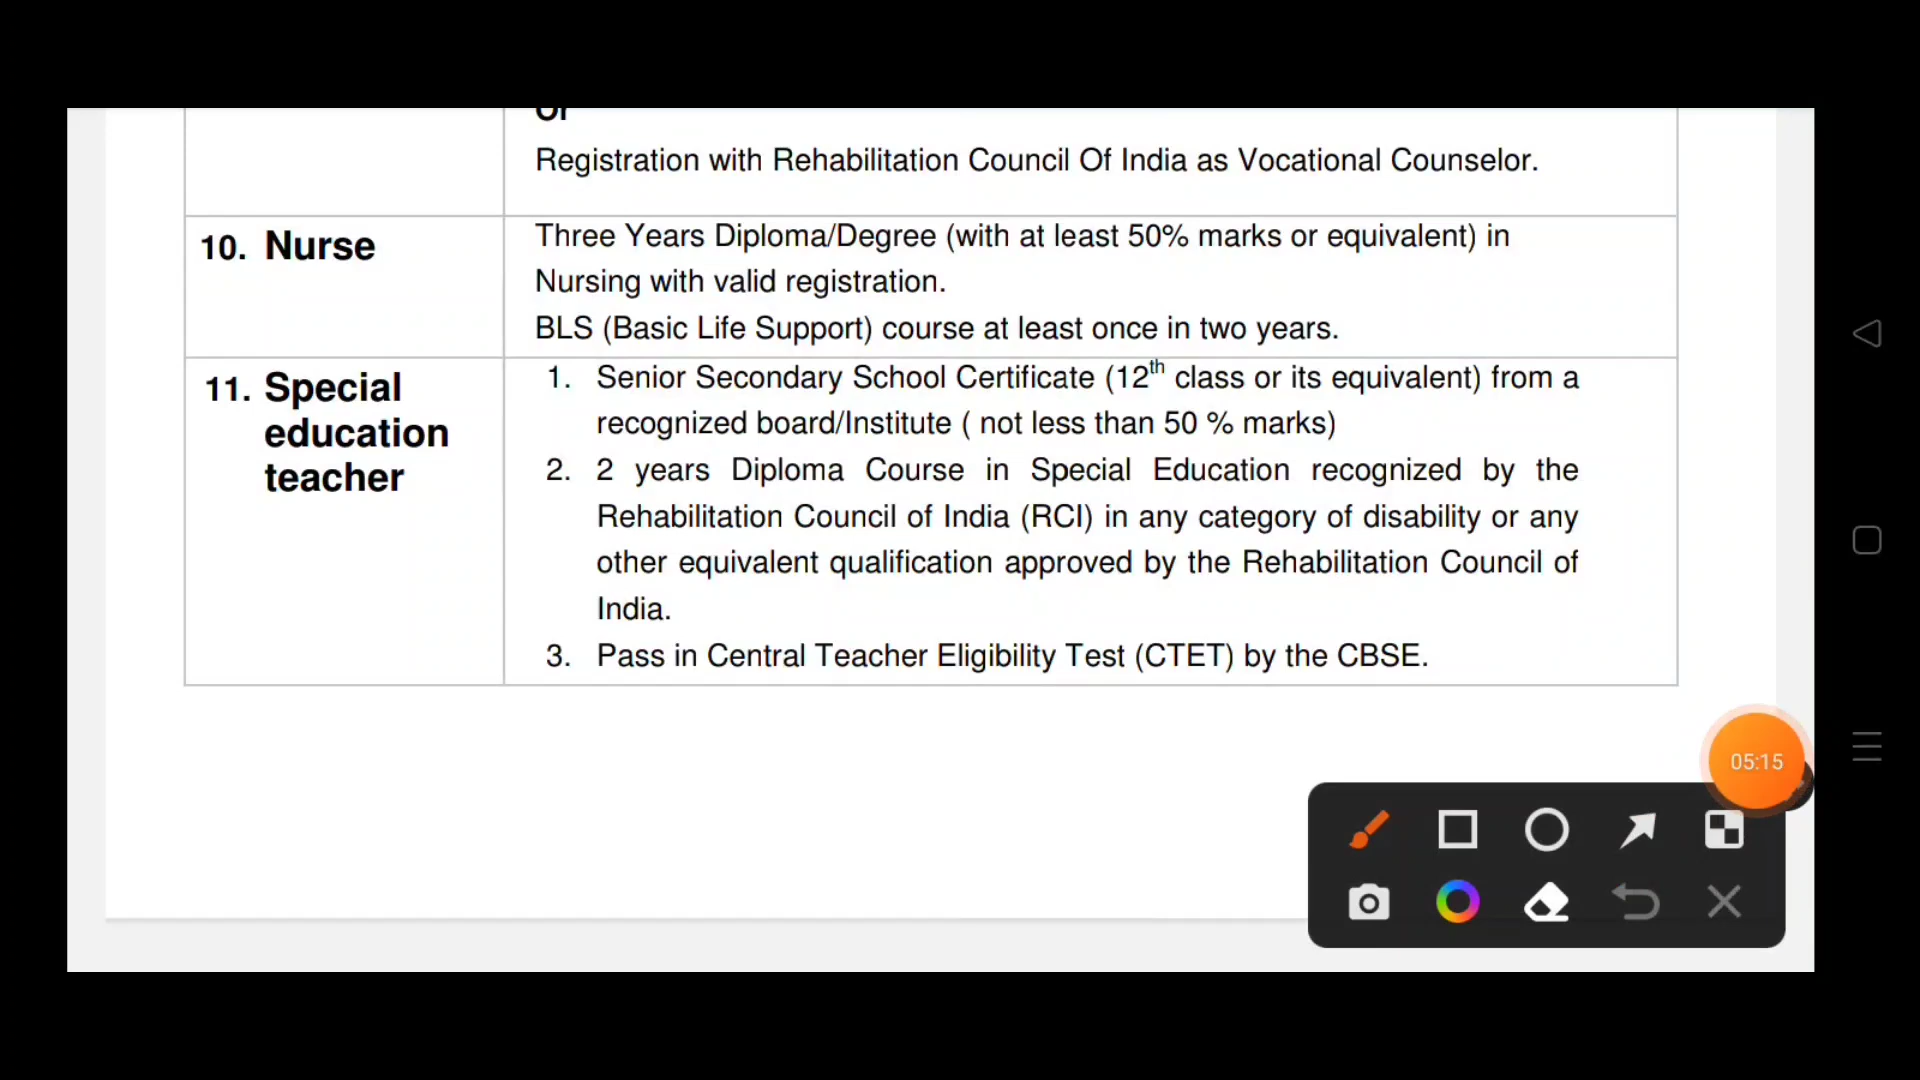 or
Registration with Rehabilitation Council Of India as Vocational Counselor.
10. Nurse
Three Years Diploma/Degree (with at least 50% marks or equivalent) in
Nursing with valid registration.
BLS (Basic Life Support) course at least once in two years.
11. Special
education
teacher
1. Senior Secondary School Certificate (12th class or its equivalent) from a
recognized board/Institute ( not less than 50 % marks)
2. 2 years Diploma Course in Special Education recognized by the
Rehabilitation Council of India (RCI) in any category of disability or any
other equivalent qualification approved by the Rehabilitation Council of
India.
3. Pass in Central Teacher Eligibility Test (CTET) by the CBSE.
05:15